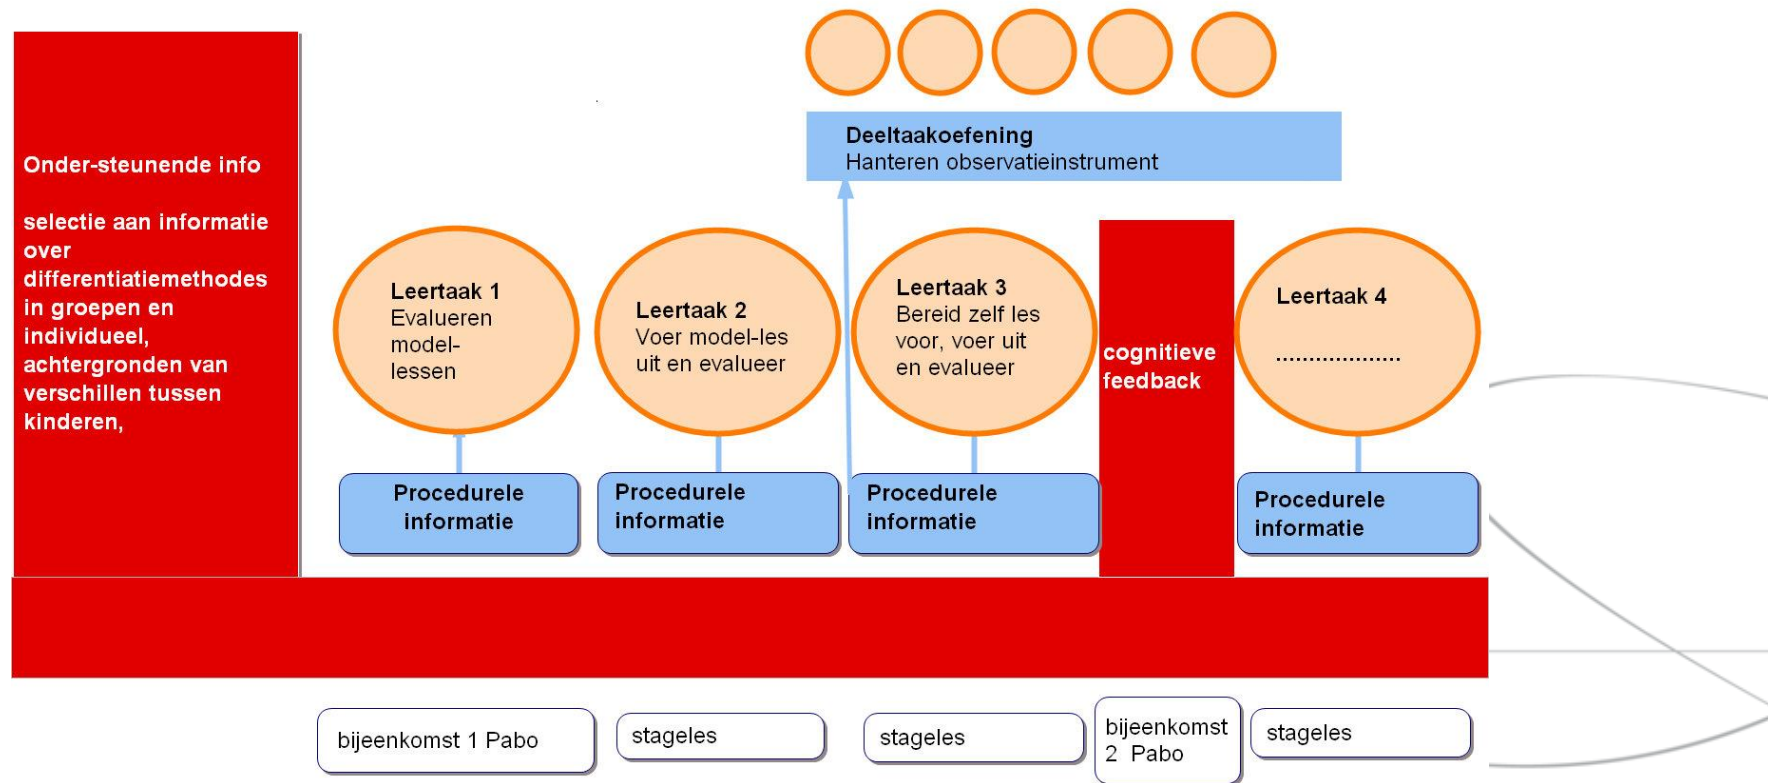 Deeltaakoefening
Hanteren observatieinstrument
Onder-steunende info
selectie aan informatie
over
differentiatiemethodes
in groepen en
individueel,
achtergronden van
verschillen tussen
kinderen,
Leertaak 1
Evalueren
model-
lessen
Leertaak 2
Voer model-les
uit en evalueer
Leertaak 3
Bereid zelf les
voor, voer uit
en evalueer
cognitieve
feedback
Leertaak 4
...................
Procedurele
informatie
Procedurele
informatie
Procedurele
informatie
Procedurele
informatie
bijeenkomst 1 Pabo
stageles
stageles
bijeenkomst
2 Pabo
stageles